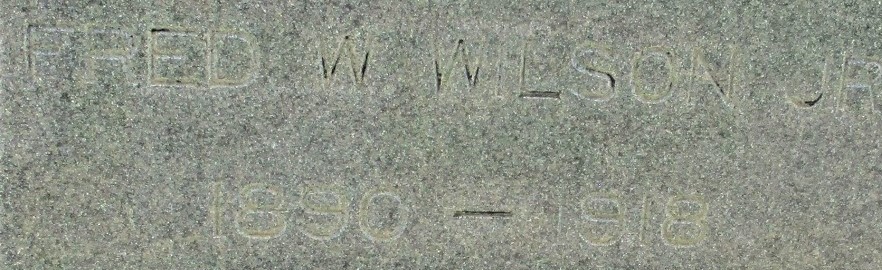 FRED W. WILSON JR
1890 — 1918